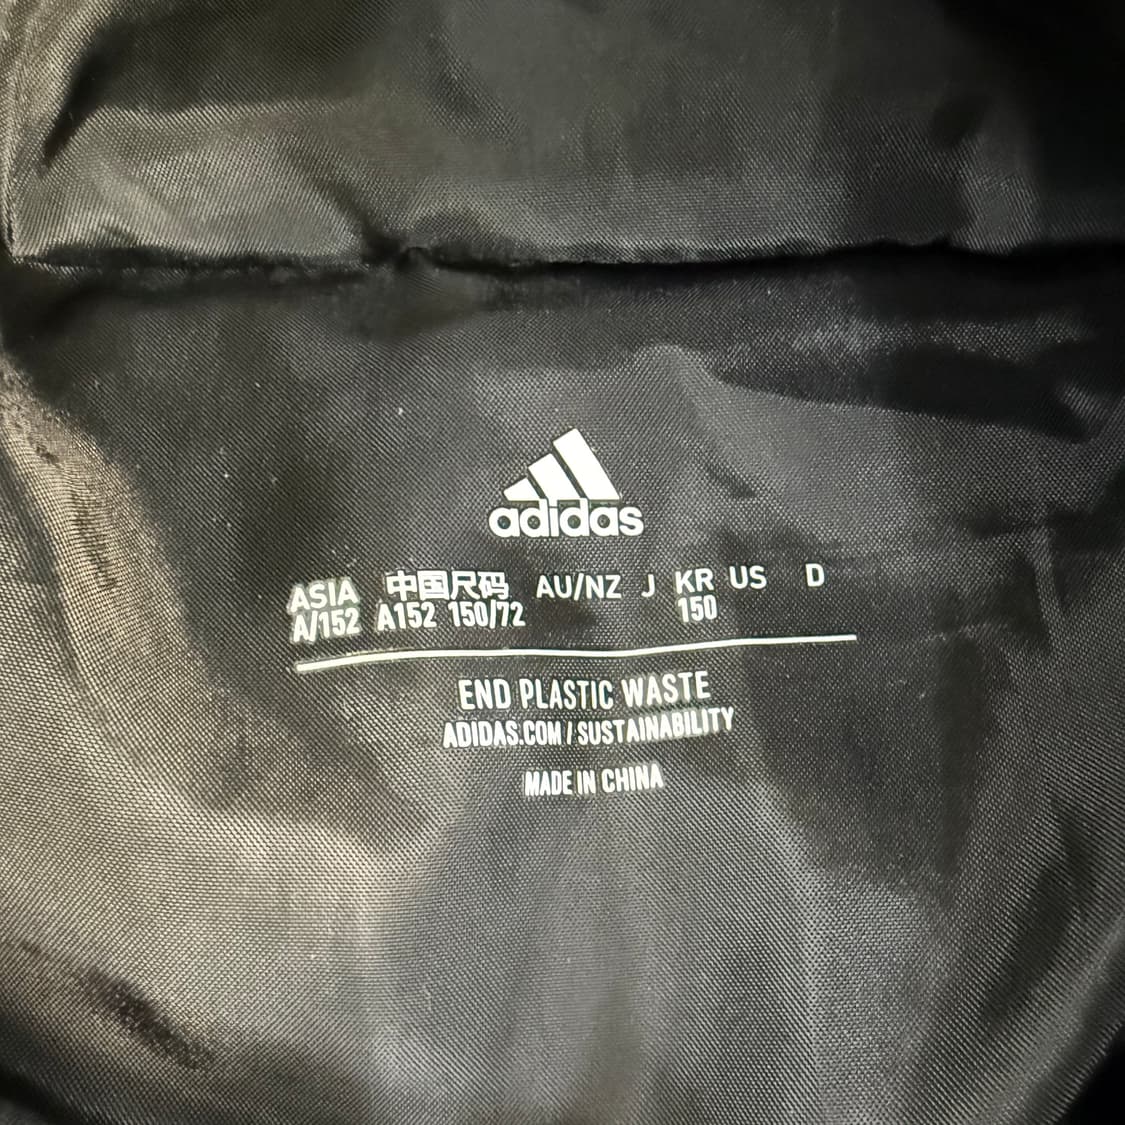 adidas
ASIA 中国尺码 AU/NZ J KR US D
A/152 A152 150/72 150
END PLASTIC WASTE
ADIDAS.COM / SUSTAINABILITY
MADE IN CHINA